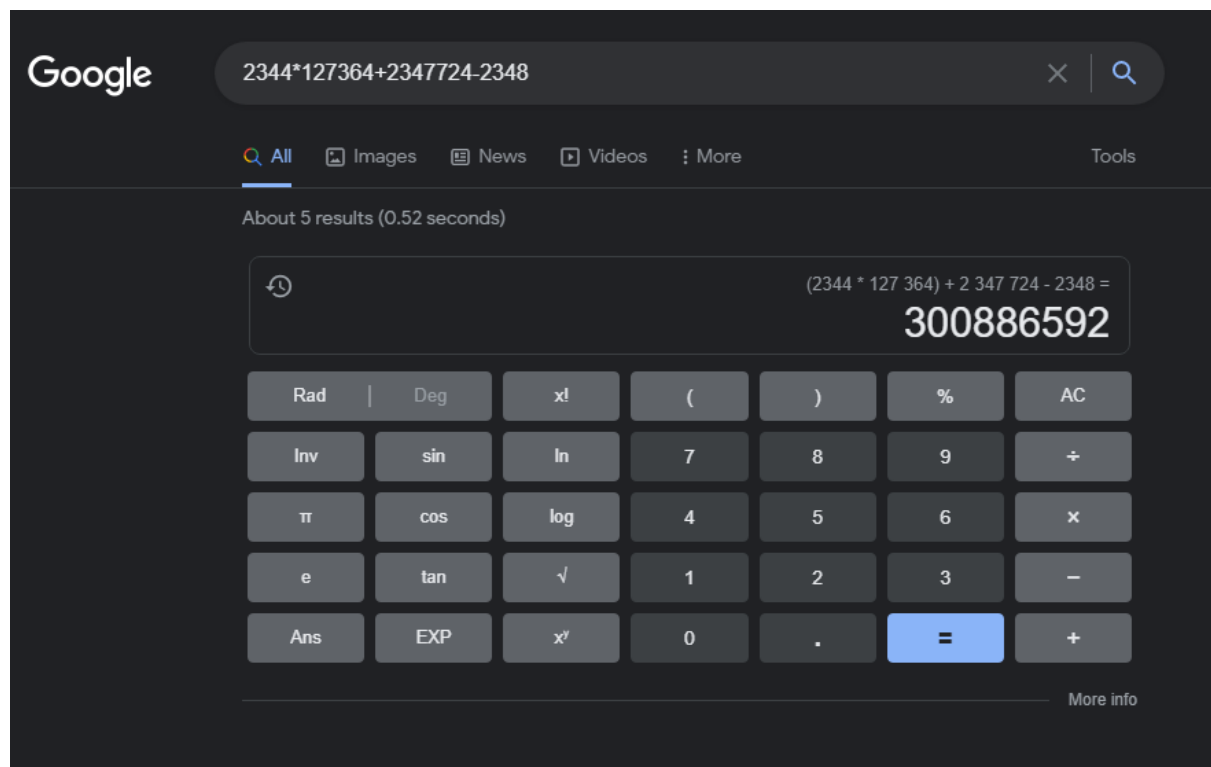 Google
2344*127364+2347724-2348
All Images News Videos More Tools
About 5 results (0.52 seconds)
(2344 * 127 364) + 2 347 724 - 2348 =
300886592
Rad | Deg x! ( ) % AC
Inv sin ln 7 8 9 ÷
π cos log 4 5 6 ×
e tan √ 1 2 3 −
Ans EXP xʸ 0 . = +
More info